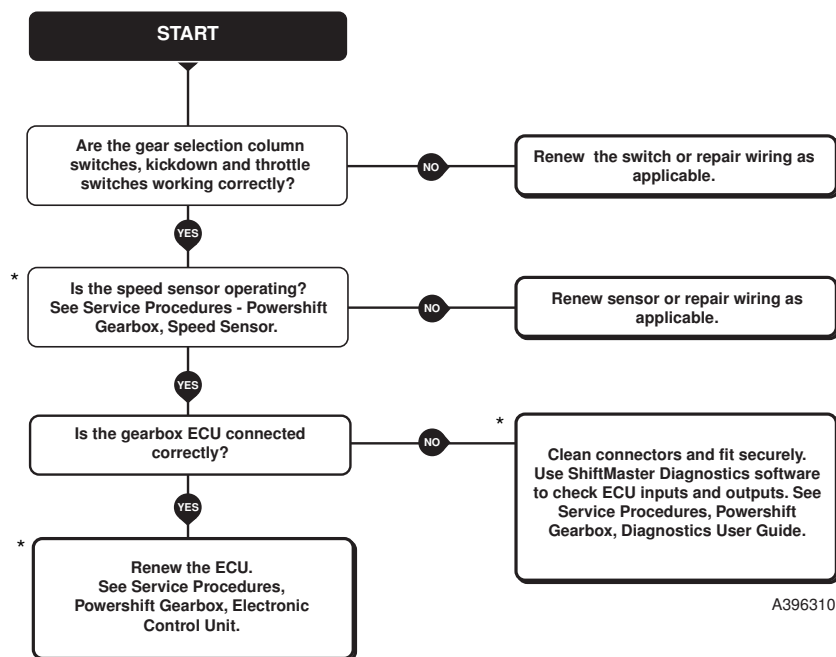 START
Are the gear selection column
switches, kickdown and throttle
switches working correctly?
NO
Renew the switch or repair wiring as
applicable.
YES
*
Is the speed sensor operating?
See Service Procedures - Powershift
Gearbox, Speed Sensor.
NO
Renew sensor or repair wiring as
applicable.
YES
Is the gearbox ECU connected
correctly?
NO
*
Clean connectors and fit securely.
Use ShiftMaster Diagnostics software
to check ECU inputs and outputs. See
Service Procedures, Powershift
Gearbox, Diagnostics User Guide.
YES
*
Renew the ECU.
See Service Procedures,
Powershift Gearbox, Electronic
Control Unit.
A396310